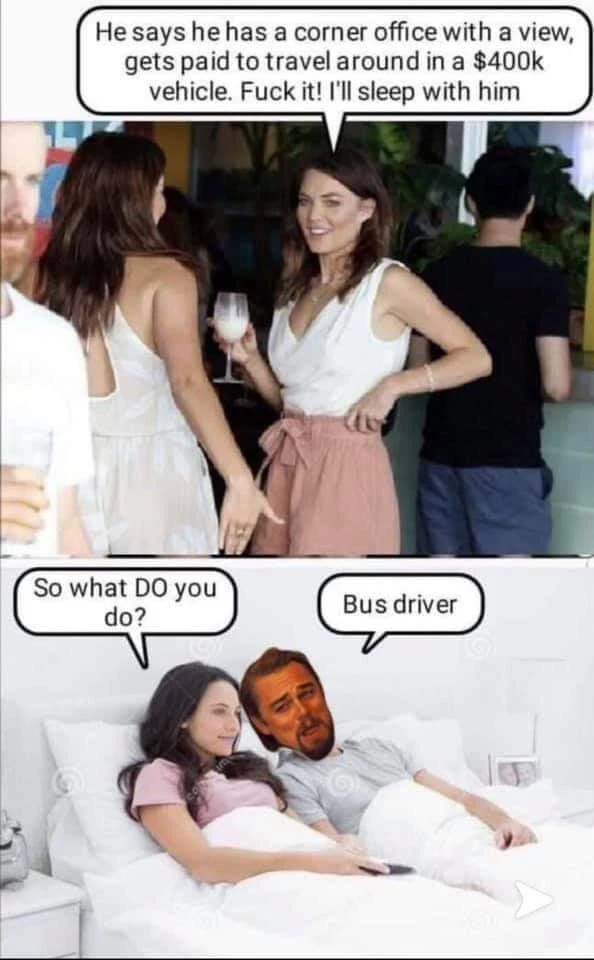 He says he has a corner office with a view,
gets paid to travel around in a $400k
vehicle. Fuck it! I'll sleep with him
So what DO you
do?
Bus driver